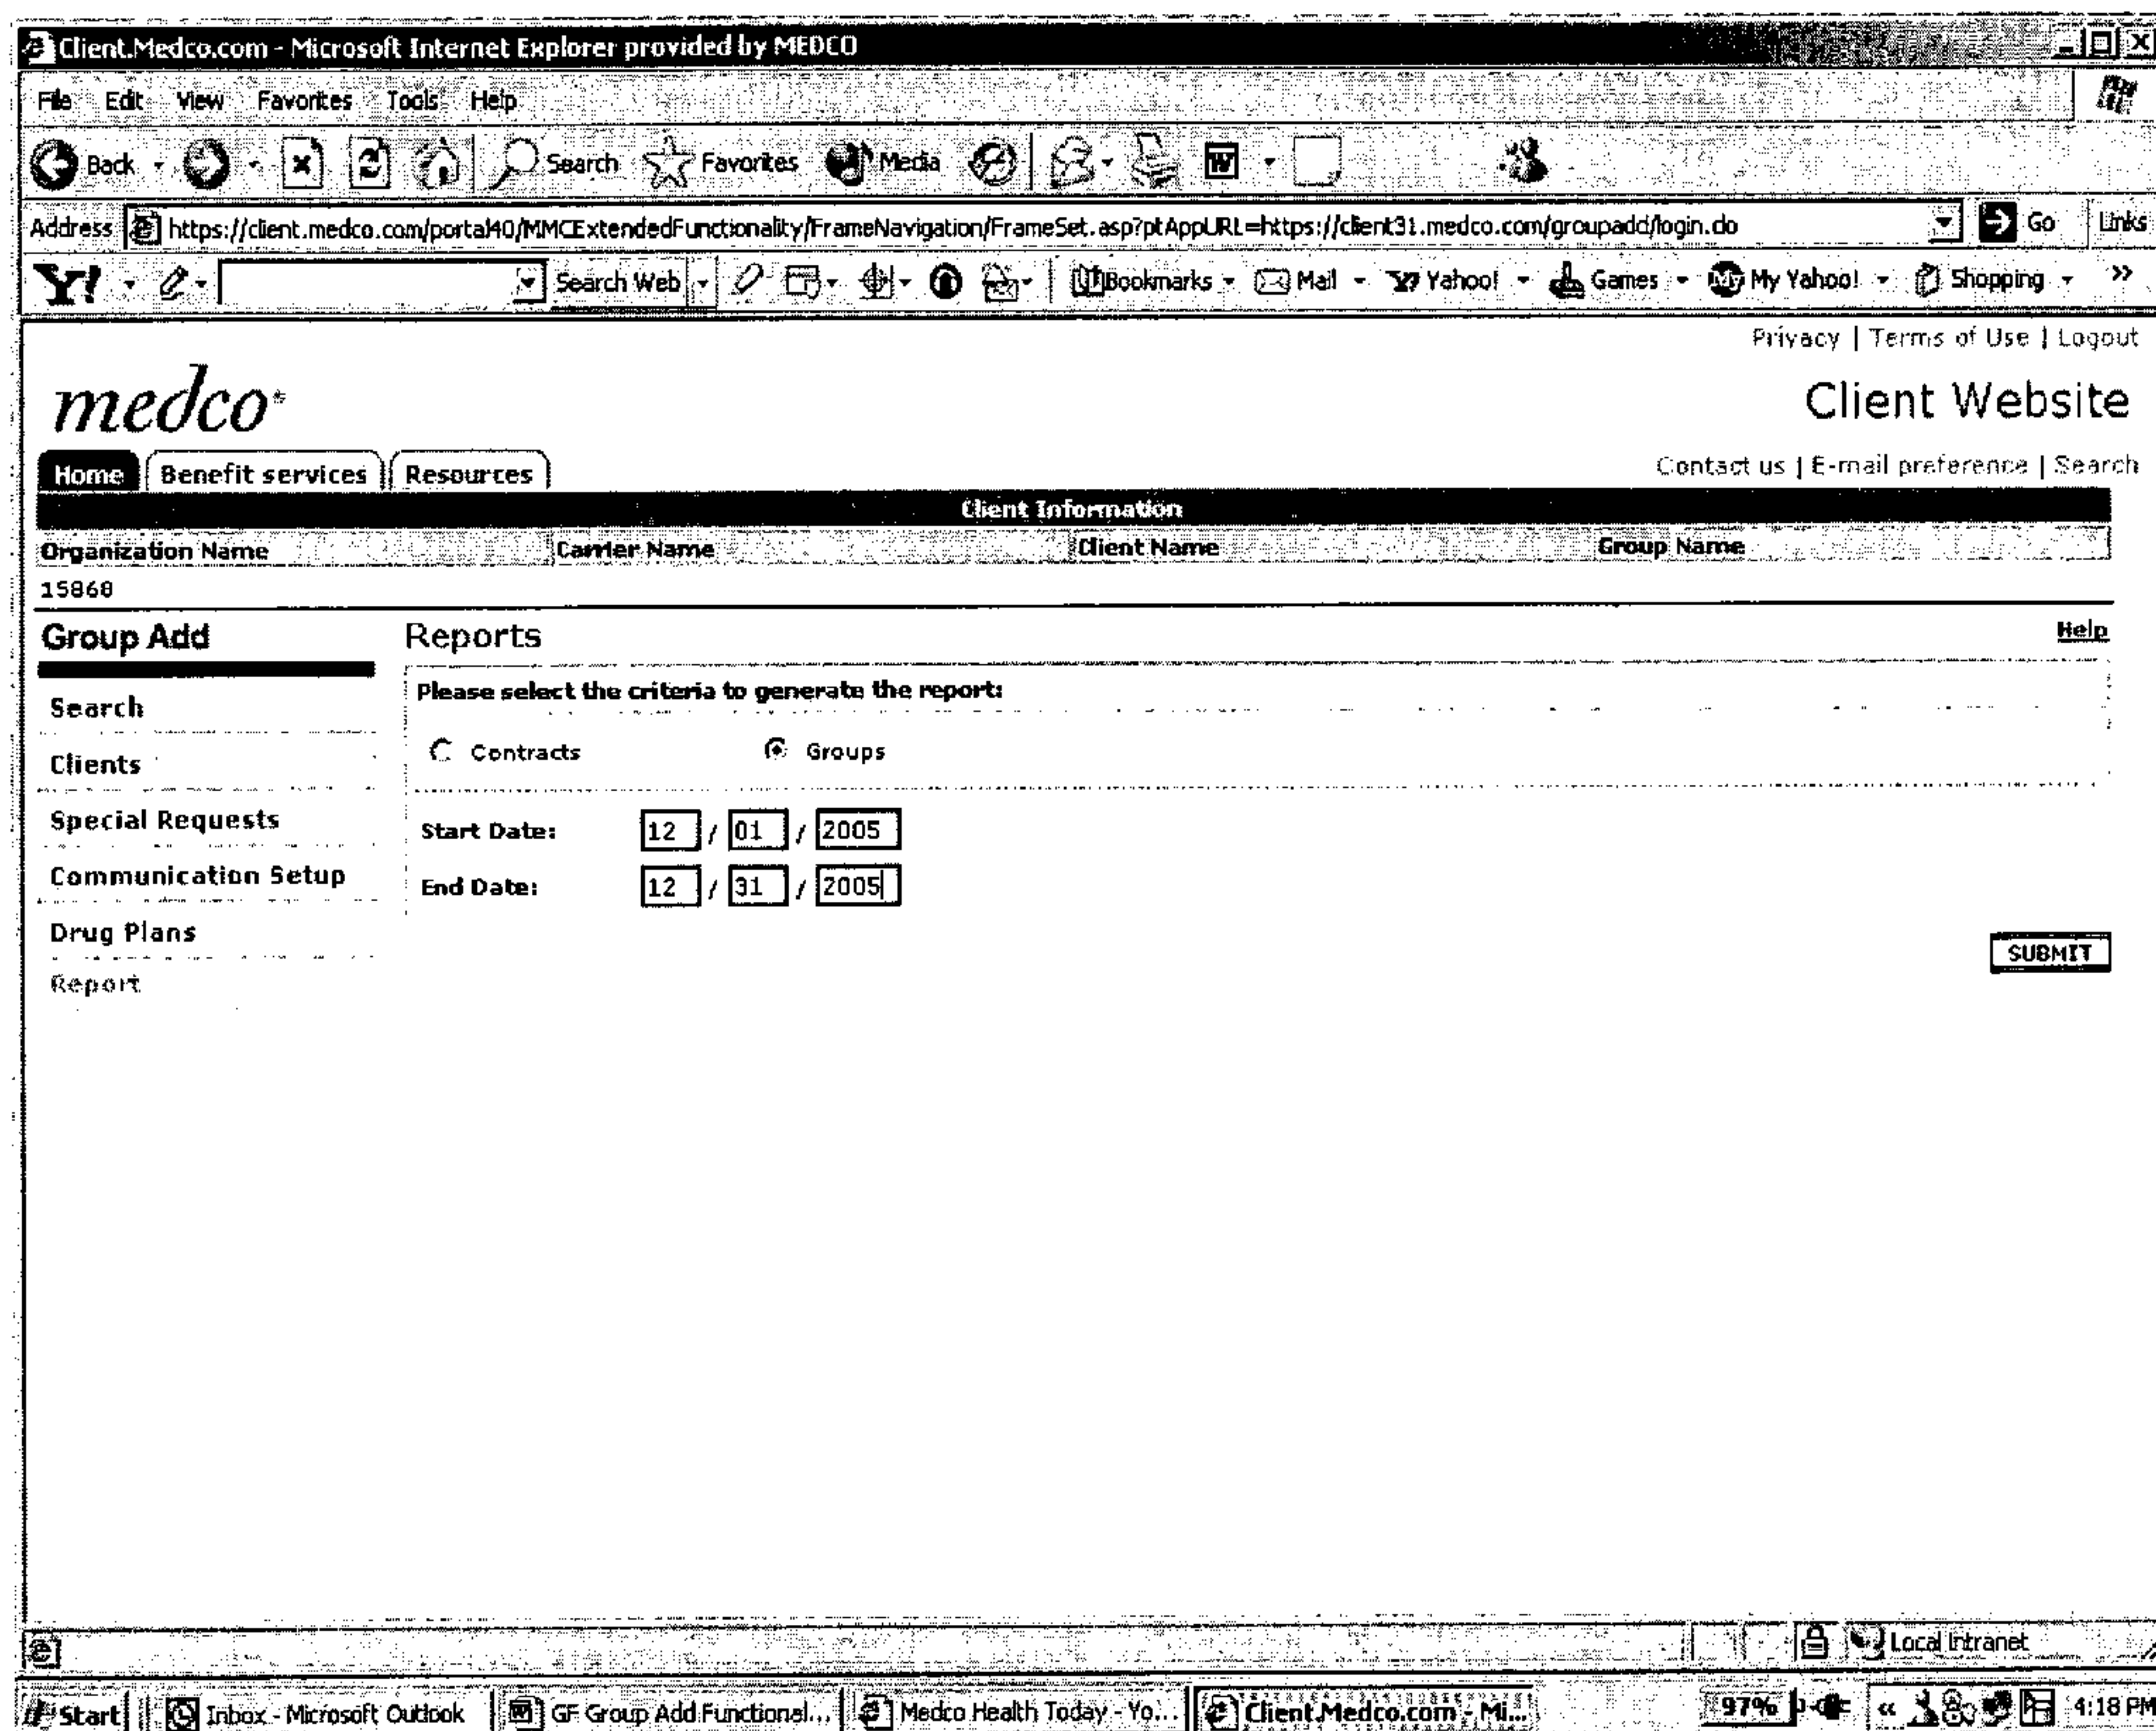 Client.Medco.com - Microsoft Internet Explorer provided by MEDCO
File Edit View Favorites Tools Help
Back Search Favorites Media
Address https://client.medco.com/portal40/MMCExtendedFunctionality/FrameNavigation/FrameSet.asp?ptAppURL=https://client31.medco.com/groupadd/login.do Go Links
Y! Search Web Bookmarks Mail Yahoo! Games My Yahoo! Shopping »
Privacy | Terms of Use | Logout
medco
Client Website
Home Benefit services Resources
Contact us | E-mail preference | Search
Client Information
Organization Name Carrier Name Client Name Group Name
15868
Group Add
Reports
Help
Please select the criteria to generate the report:
Search
Contracts Groups
Clients
Special Requests
Start Date: 12 / 01 / 2005
Communication Setup
End Date: 12 / 31 / 2005
Drug Plans
SUBMIT
Report
Local intranet
Start Inbox - Microsoft Outlook GF Group Add Functional... Medco Health Today - Yo... Client.Medco.com - Mi... 97% « 4:18 PM